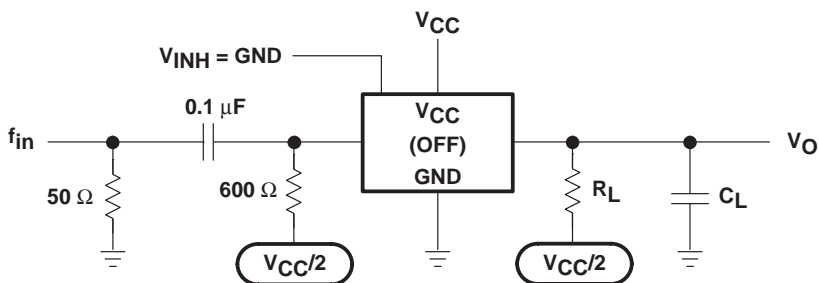 VCC
VINH = GND
0.1 μF
VCC
fin
(OFF)
VO
GND
50 Ω
600 Ω
RL
CL
VCC/2
VCC/2